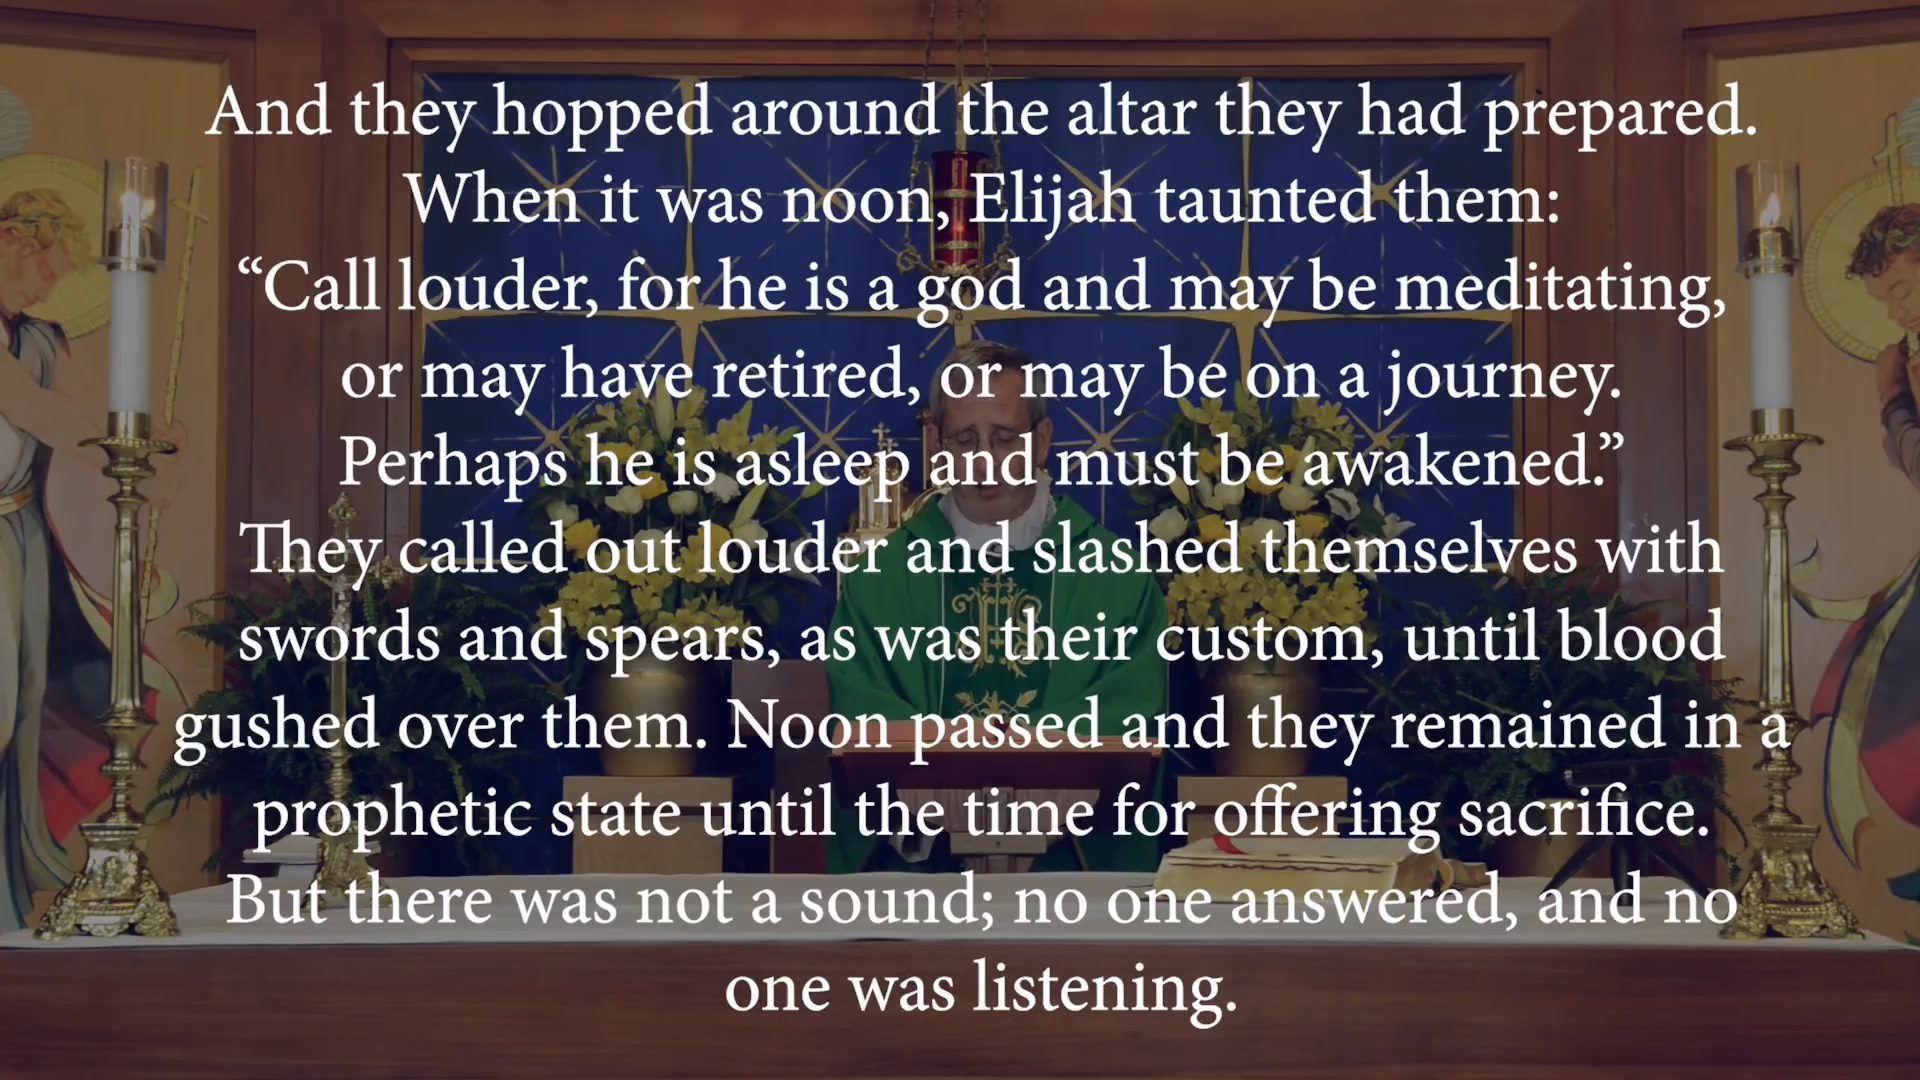 And they hopped around the altar they had prepared.
When it was noon, Elijah taunted them:
“Call louder, for he is a god and may be meditating,
or may have retired, or may be on a journey.
Perhaps he is asleep and must be awakened.”
They called out louder and slashed themselves with
swords and spears, as was their custom, until blood
gushed over them. Noon passed and they remained in a
prophetic state until the time for offering sacrifice.
But there was not a sound; no one answered, and no
one was listening.